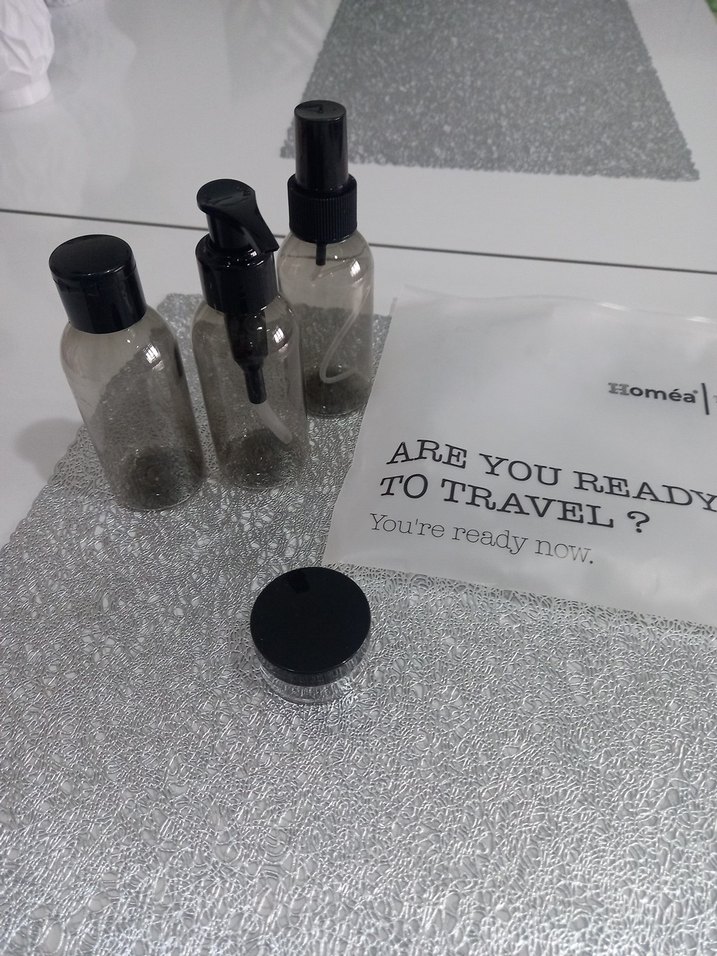 Homéa
ARE YOU READY
TO TRAVEL ?
You're ready now.